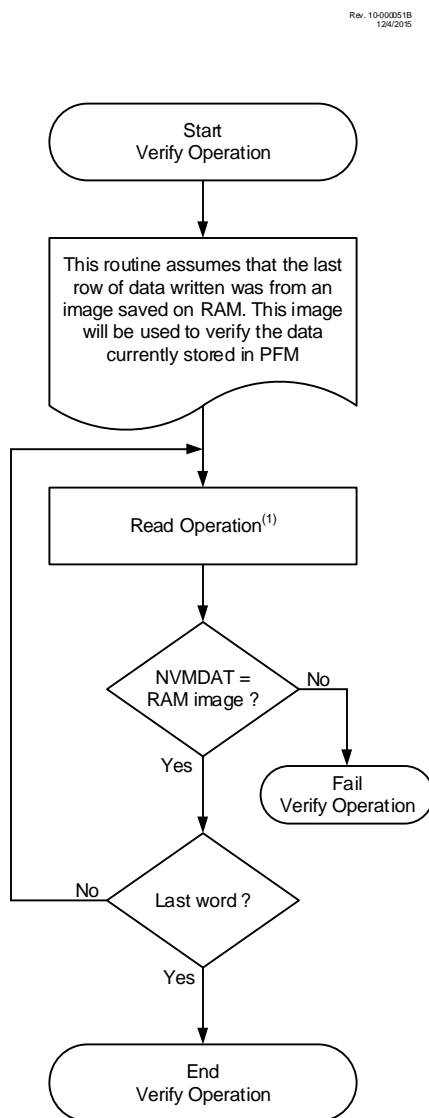 Rev. 10-000051B
12/4/2015
Start
Verify Operation
This routine assumes that the last
row of data written was from an
image saved on RAM. This image
will be used to verify the data
currently stored in PFM
Read Operation(1)
NVMDAT =
RAM image ?
No
Yes
Fail
Verify Operation
Last word ?
No
Yes
End
Verify Operation